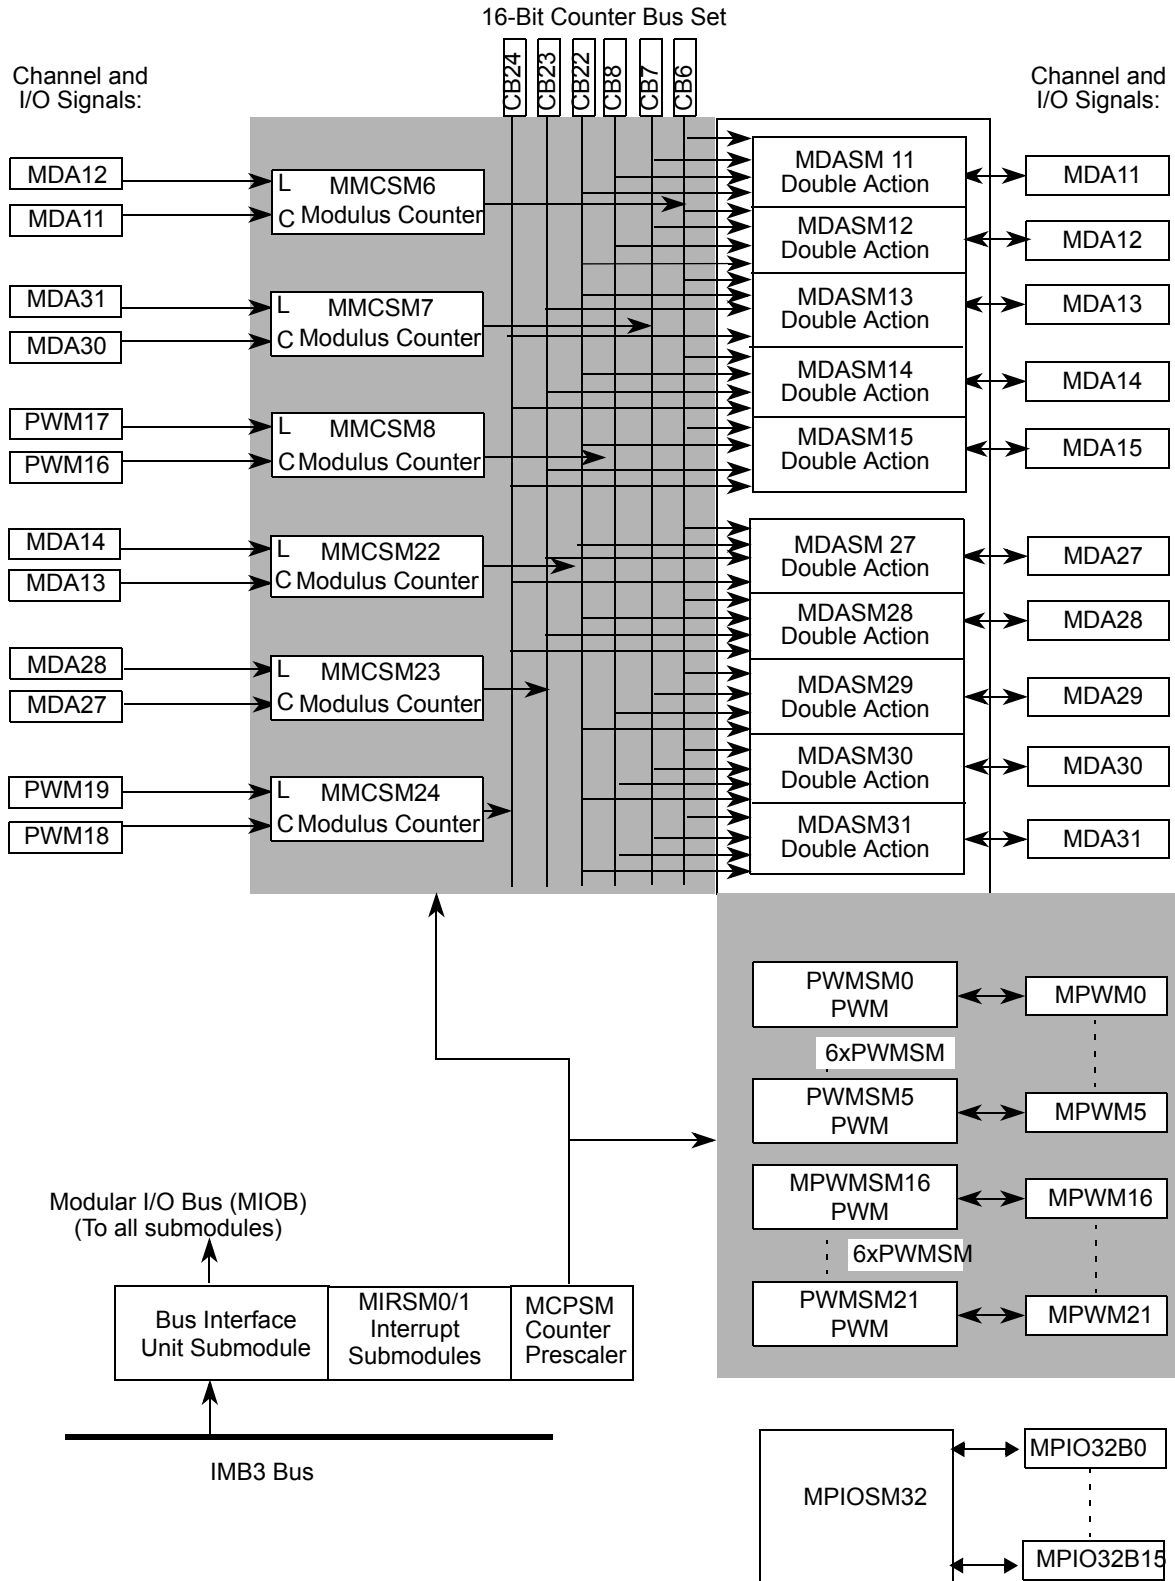 16-Bit Counter Bus Set
CB24
CB23
CB22
CB8
CB7
CB6
Channel and
I/O Signals:
Channel and
I/O Signals:
MDA12
MDA11
L
C
MMCSM6
Modulus Counter
MDA31
MDA30
L
C
MMCSM7
Modulus Counter
PWM17
PWM16
L
C
MMCSM8
Modulus Counter
MDA14
MDA13
L
C
MMCSM22
Modulus Counter
MDA28
MDA27
L
C
MMCSM23
Modulus Counter
PWM19
PWM18
L
C
MMCSM24
Modulus Counter
MDASM 11
Double Action
MDA11
MDASM12
Double Action
MDA12
MDASM13
Double Action
MDA13
MDASM14
Double Action
MDA14
MDASM15
Double Action
MDA15
MDASM 27
Double Action
MDA27
MDASM28
Double Action
MDA28
MDASM29
Double Action
MDA29
MDASM30
Double Action
MDA30
MDASM31
Double Action
MDA31
PWMSM0
PWM
MPWM0
6xPWMSM
PWMSM5
PWM
MPWM5
MPWMSM16
PWM
MPWM16
6xPWMSM
PWMSM21
PWM
MPWM21
Modular I/O Bus (MIOB)
(To all submodules)
Bus Interface
Unit Submodule
MIRSM0/1
Interrupt
Submodules
MCPSM
Counter
Prescaler
IMB3 Bus
MPIOSM32
MPIO32B0
MPIO32B15